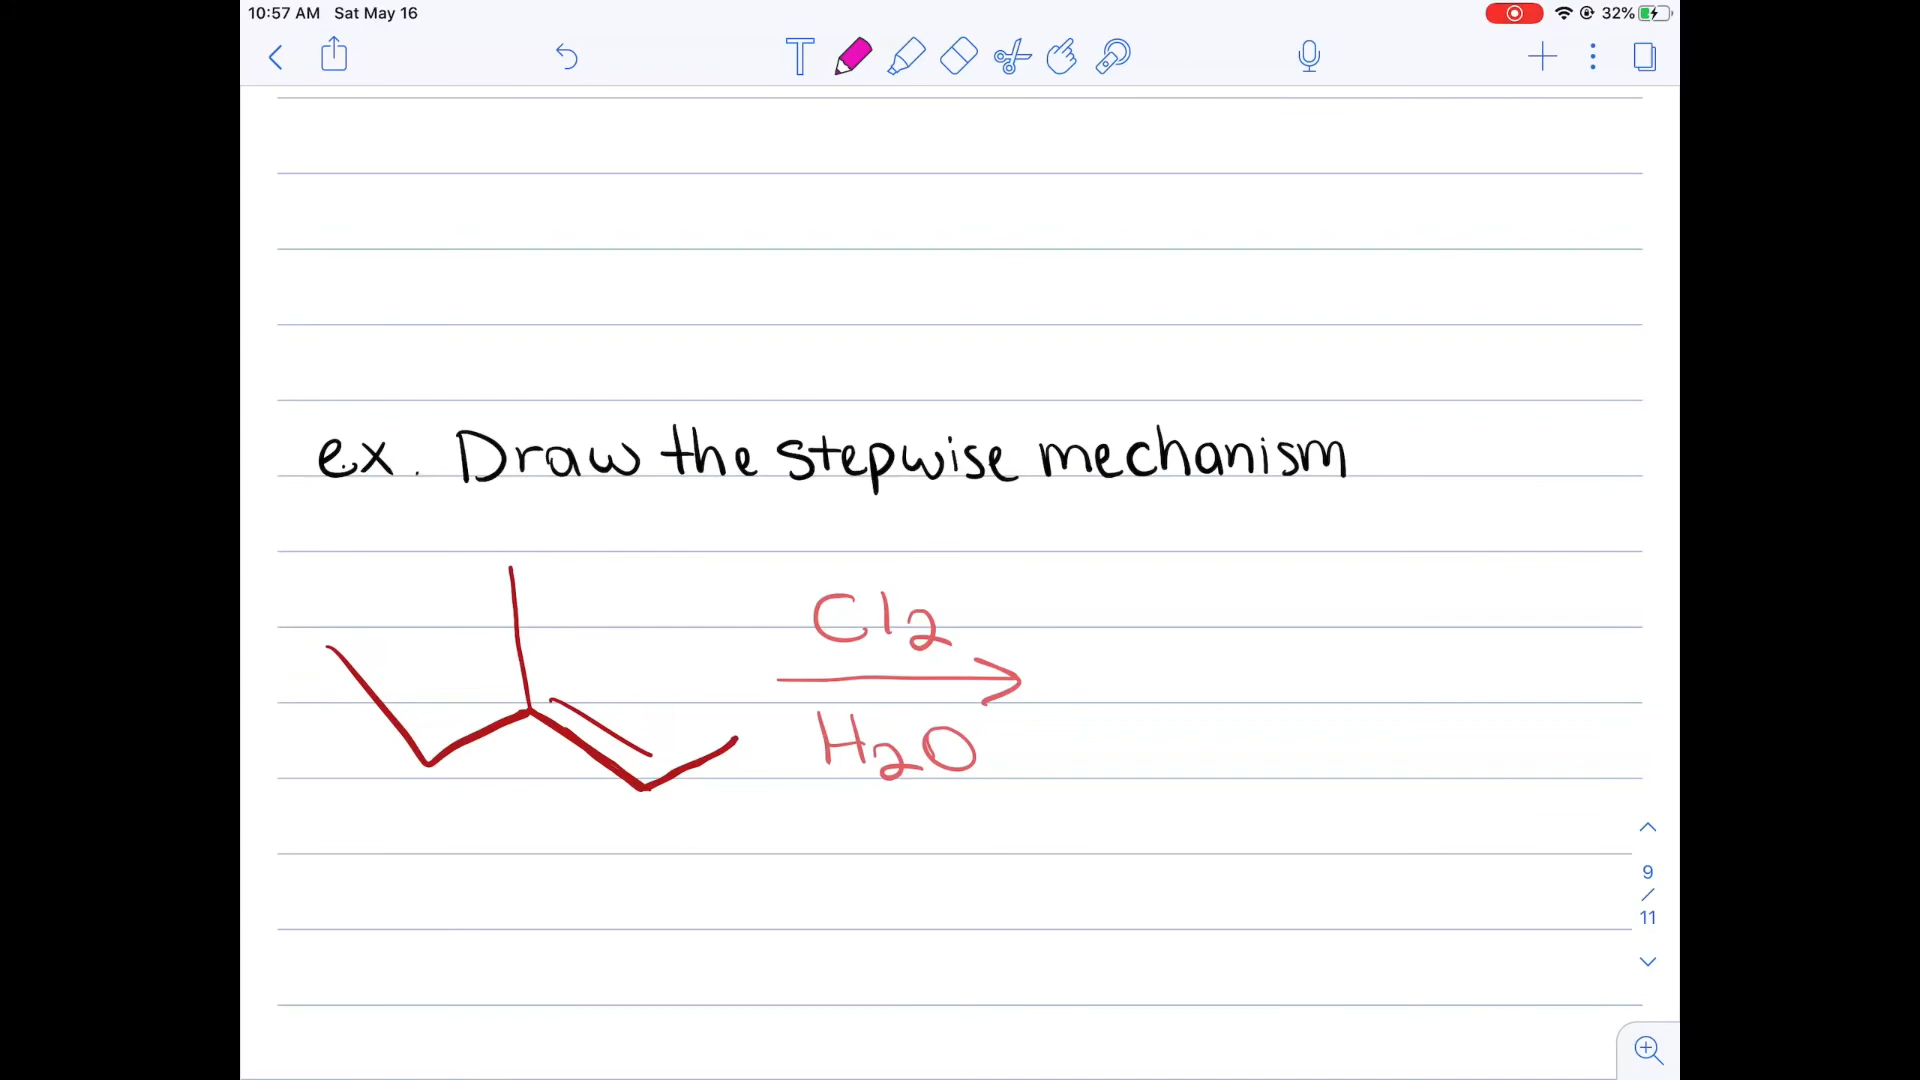 10:57 AM Sat May 16
32%
T
ex. Draw the stepwise mechanism
Cl2
H2O
9
/
11